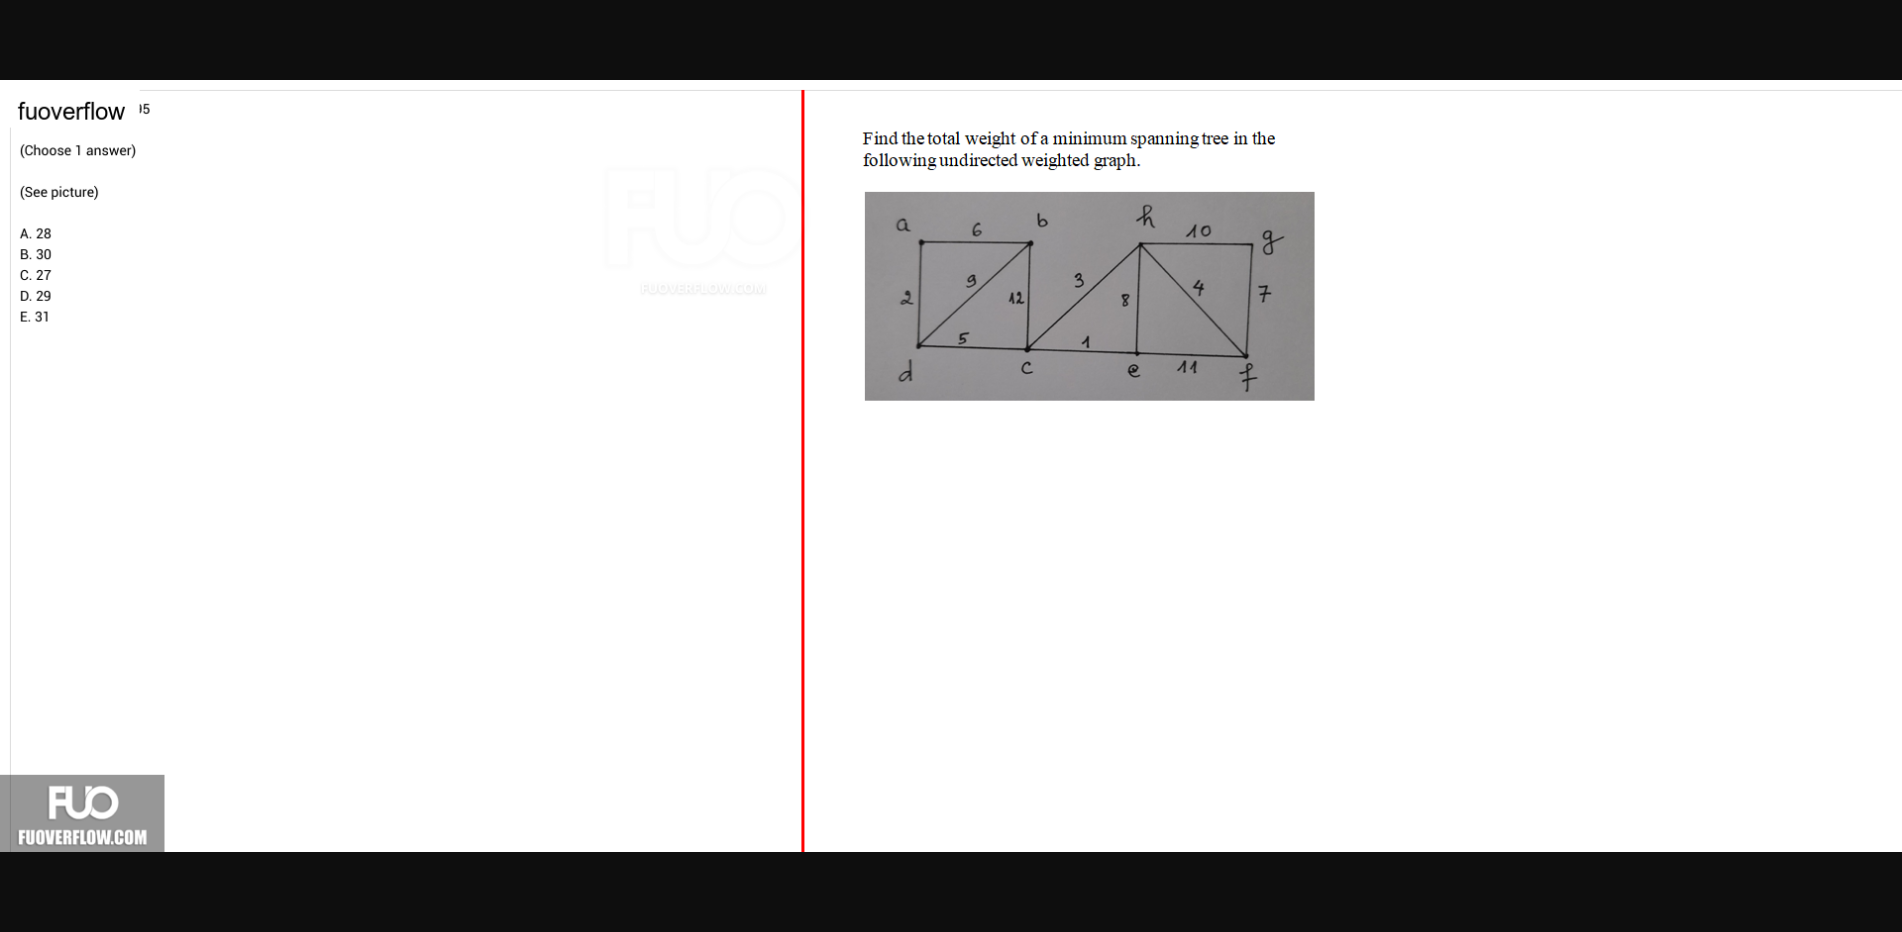 fuoverflow
95
(Choose 1 answer)
(See picture)
A. 28
B. 30
C. 27
D. 29
E. 31
FUO
FUOVERFLOW.COM
Find the total weight of a minimum spanning tree in the
following undirected weighted graph.
a 6 b h 10 g
2 9 12 3 8 4 7
5 1
d c e 11 f
FUO
FUOVERFLOW.COM